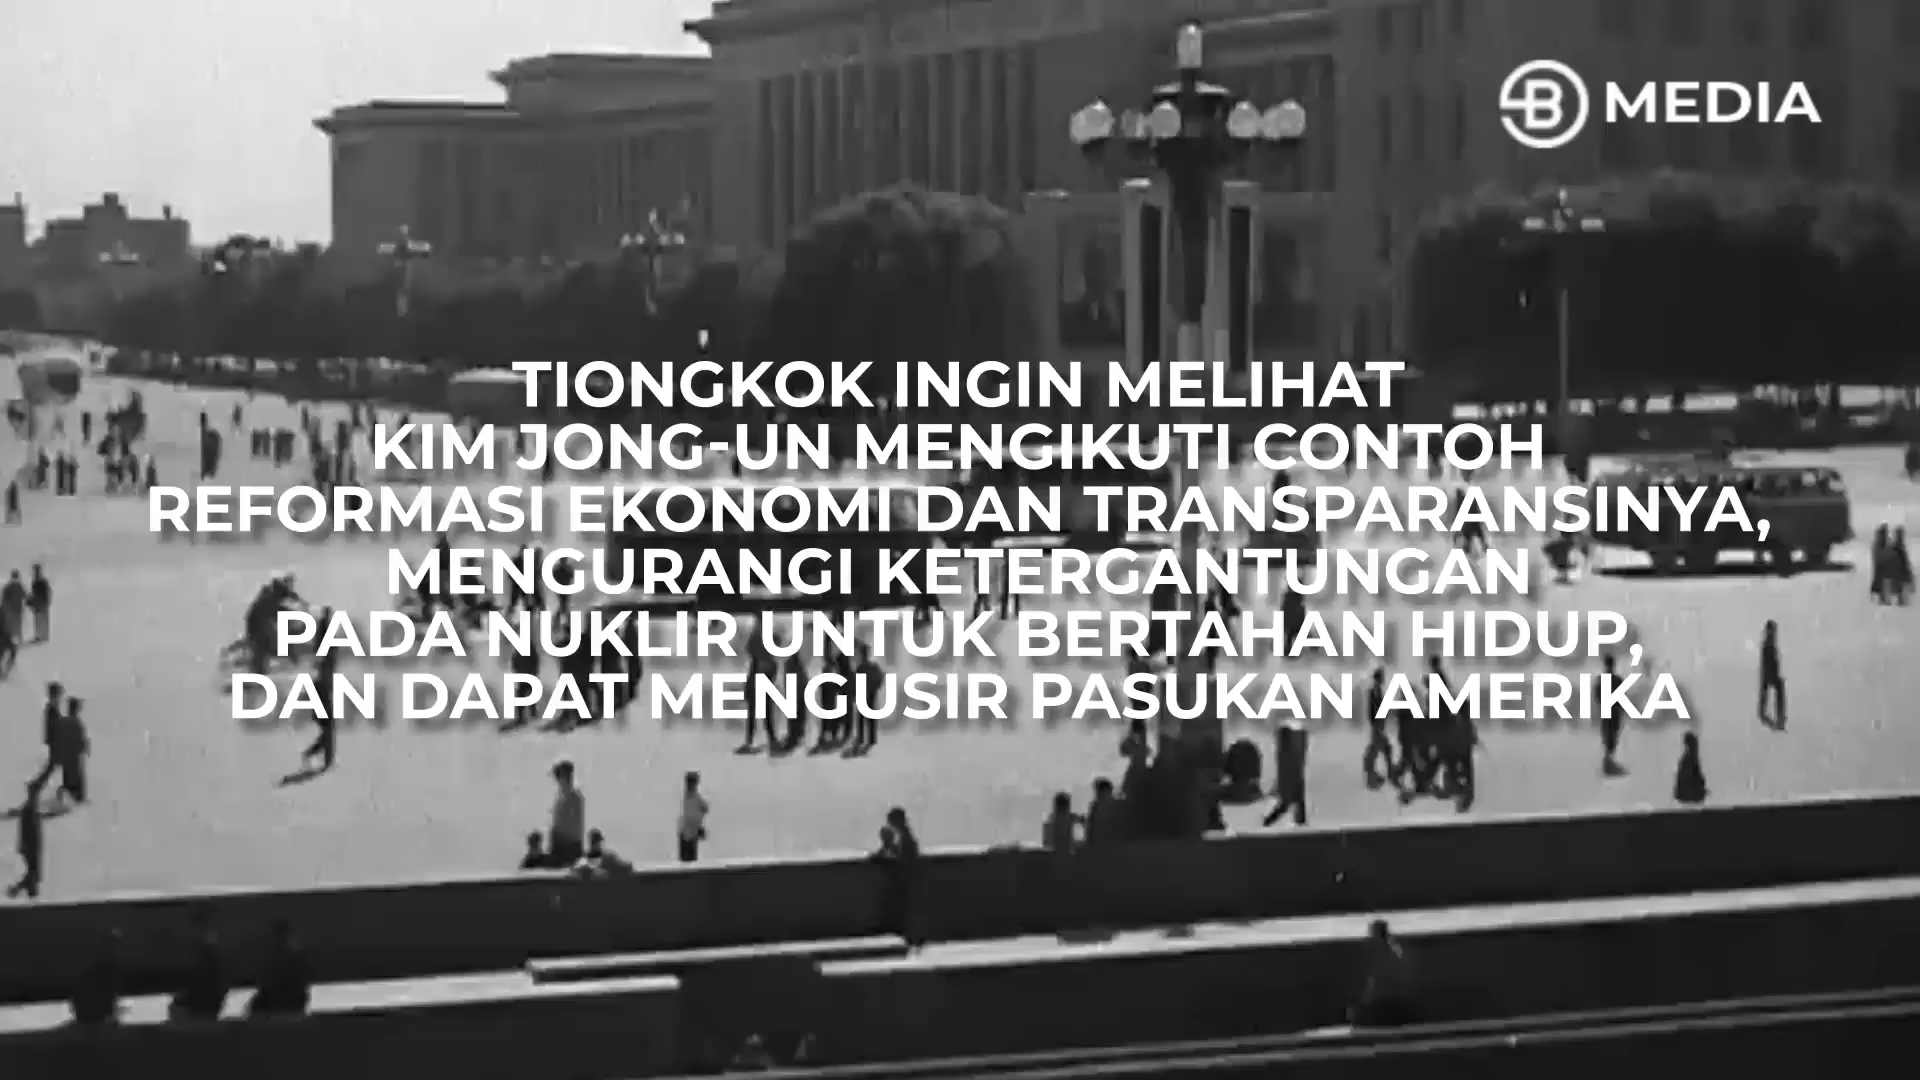 B MEDIA
TIONGKOK INGIN MELIHAT
KIM JONG-UN MENGIKUTI CONTOH
REFORMASI EKONOMI DAN TRANSPARANSINYA,
MENGURANGI KETERGANTUNGAN
PADA NUKLIR UNTUK BERTAHAN HIDUP,
DAN DAPAT MENGUSIR PASUKAN AMERIKA